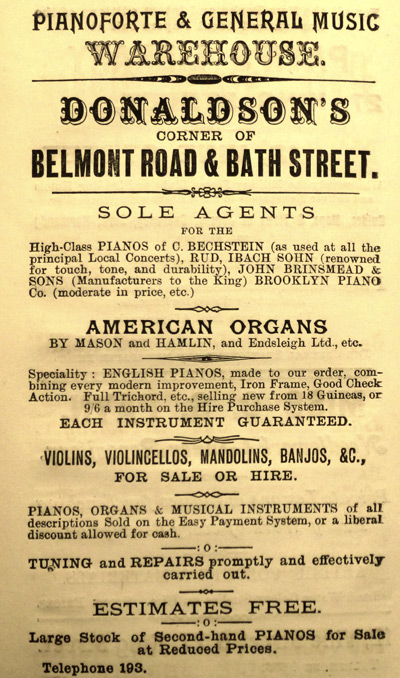 PIANOFORTE & GENERAL MUSIC
WAREHOUSE.
DONALDSON'S
CORNER OF
BELMONT ROAD & BATH STREET.
SOLE AGENTS
FOR THE
High-Class PIANOS of C. BECHSTEIN (as used at all the
principal Local Concerts), RUD, IBACH SOHN (renowned
for touch, tone, and durability), JOHN BRINSMEAD &
SONS (Manufacturers to the King) BROOKLYN PIANO
Co. (moderate in price, etc.)
AMERICAN ORGANS
BY MASON and HAMLIN, and Endsleigh Ltd., etc.
Speciality: ENGLISH PIANOS, made to our order, com-
bining every modern improvement, Iron Frame, Good Check
Action. Full Trichord, etc., selling new from 18 Guineas, or
9/6 a month on the Hire Purchase System.
EACH INSTRUMENT GUARANTEED.
VIOLINS, VIOLINCELLOS, MANDOLINS, BANJOS, &C.,
FOR SALE OR HIRE.
PIANOS, ORGANS & MUSICAL INSTRUMENTS of all
descriptions Sold on the Easy Payment System, or a liberal
discount allowed for cash.
:o:
TUNING and REPAIRS promptly and effectively
carried out.
ESTIMATES FREE.
:o:
Large Stock of Second-hand PIANOS for Sale
at Reduced Prices.
Telephone 193.